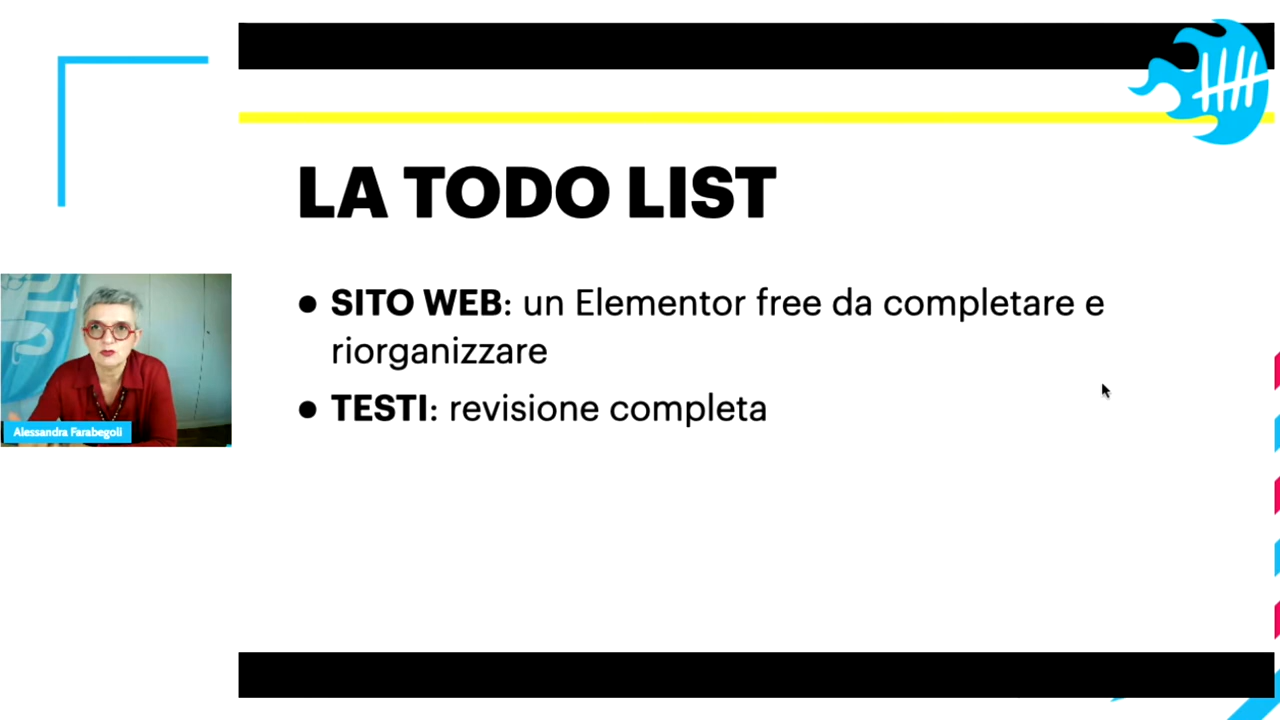 LA TODO LIST
● SITO WEB: un Elementor free da completare e
riorganizzare
● TESTI: revisione completa
Alessandra Farabegoli